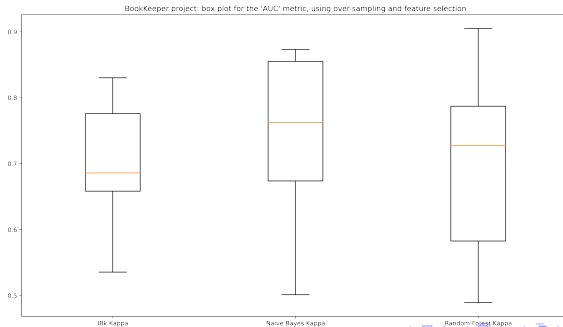 BookKeeper project: box plot for the 'AUC' metric, using over-sampling and feature selection
0.9
0.8
0.7
0.6
0.5
IBk Kappa
Naive Bayes Kappa
Random Forest Kappa